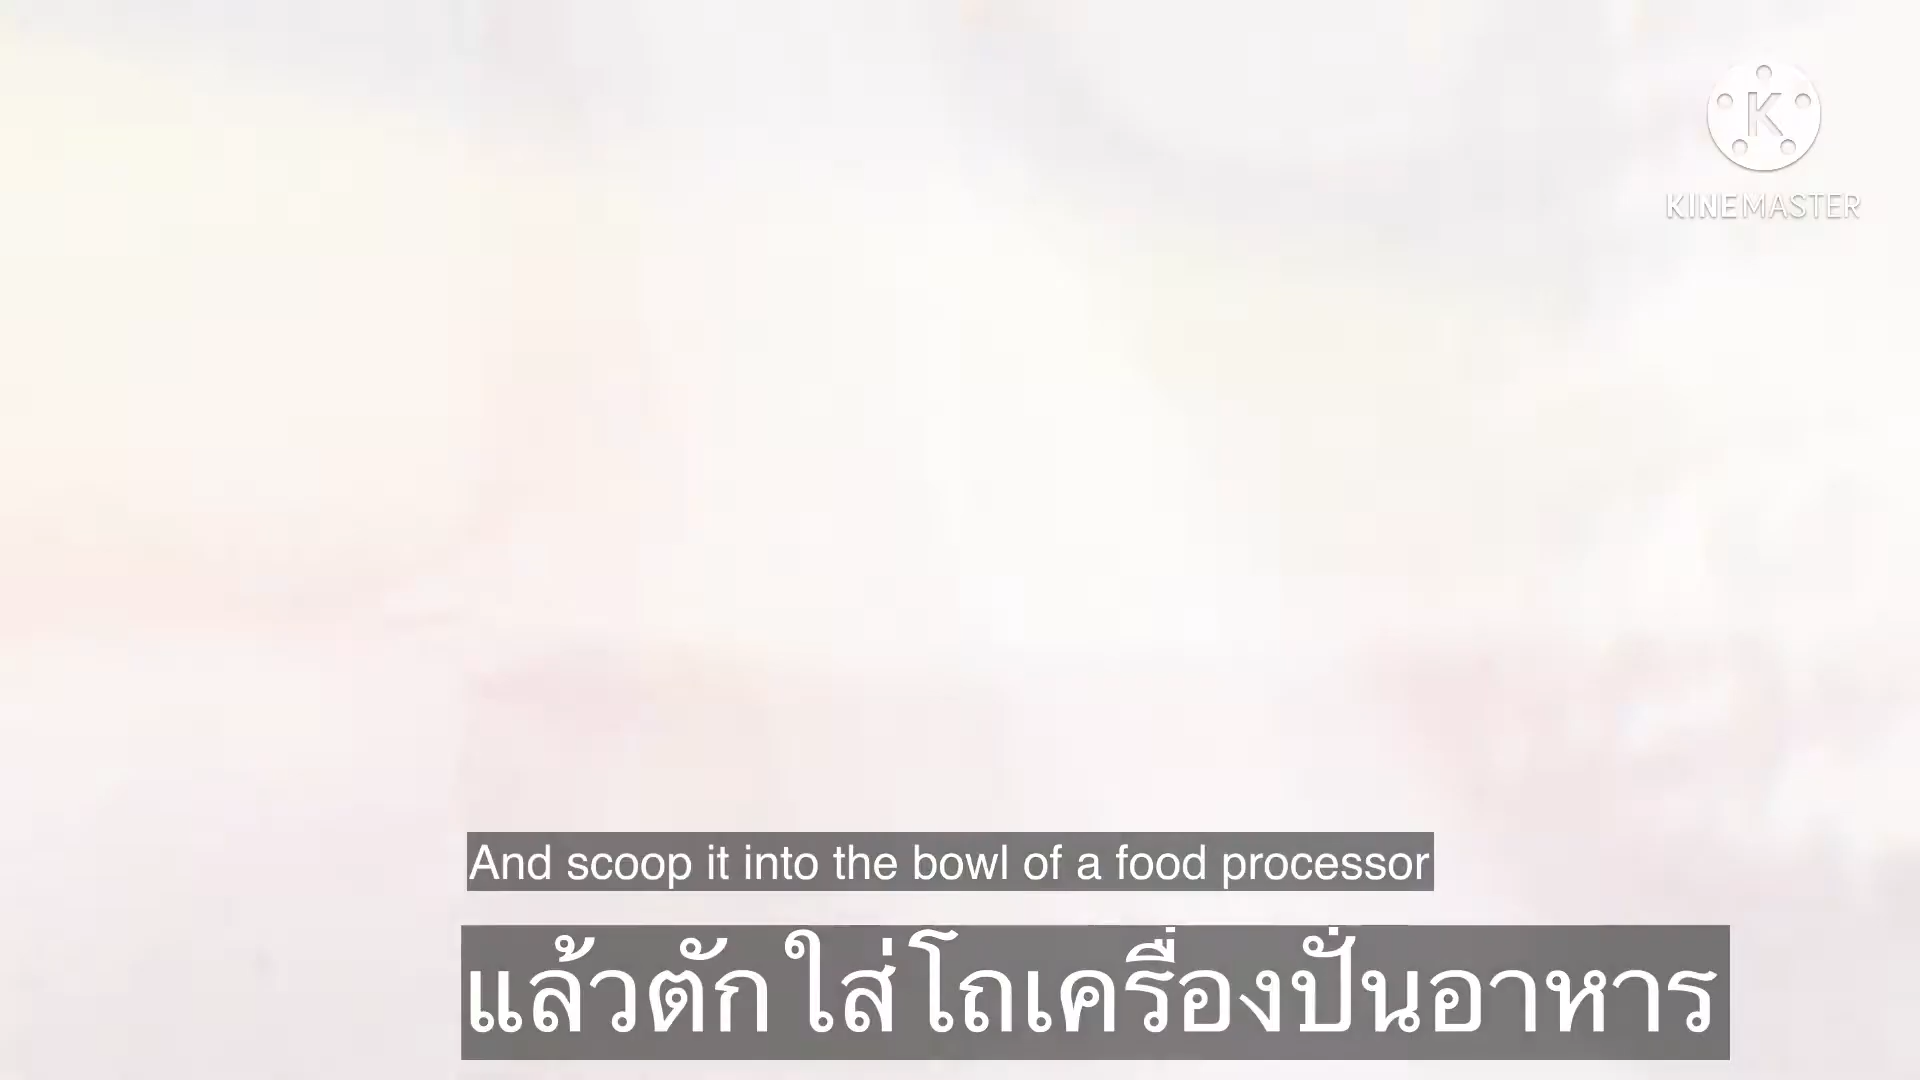 K
KINEMASTER
And scoop it into the bowl of a food processor
แล้วตักใส่โถเครื่องปั่นอาหาร